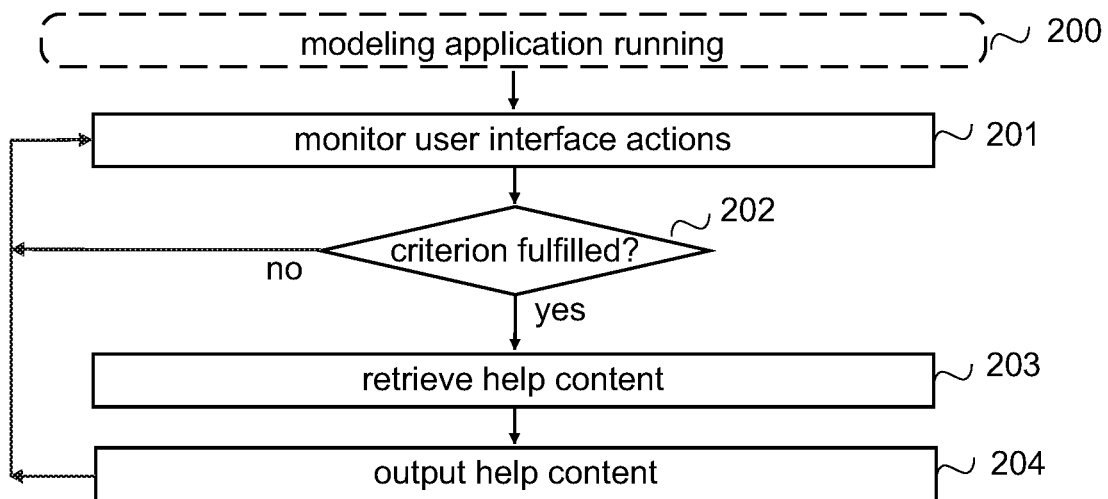 modeling application running 200
monitor user interface actions 201
202
criterion fulfilled?
no
yes
retrieve help content 203
output help content 204